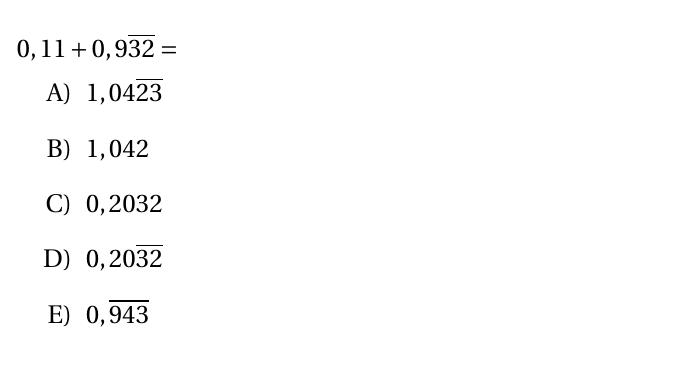 0,11 + 0,9\overline{32} =
A) 1,04\overline{23}
B) 1,042
C) 0,2032
D) 0,20\overline{32}
E) 0,\overline{943}